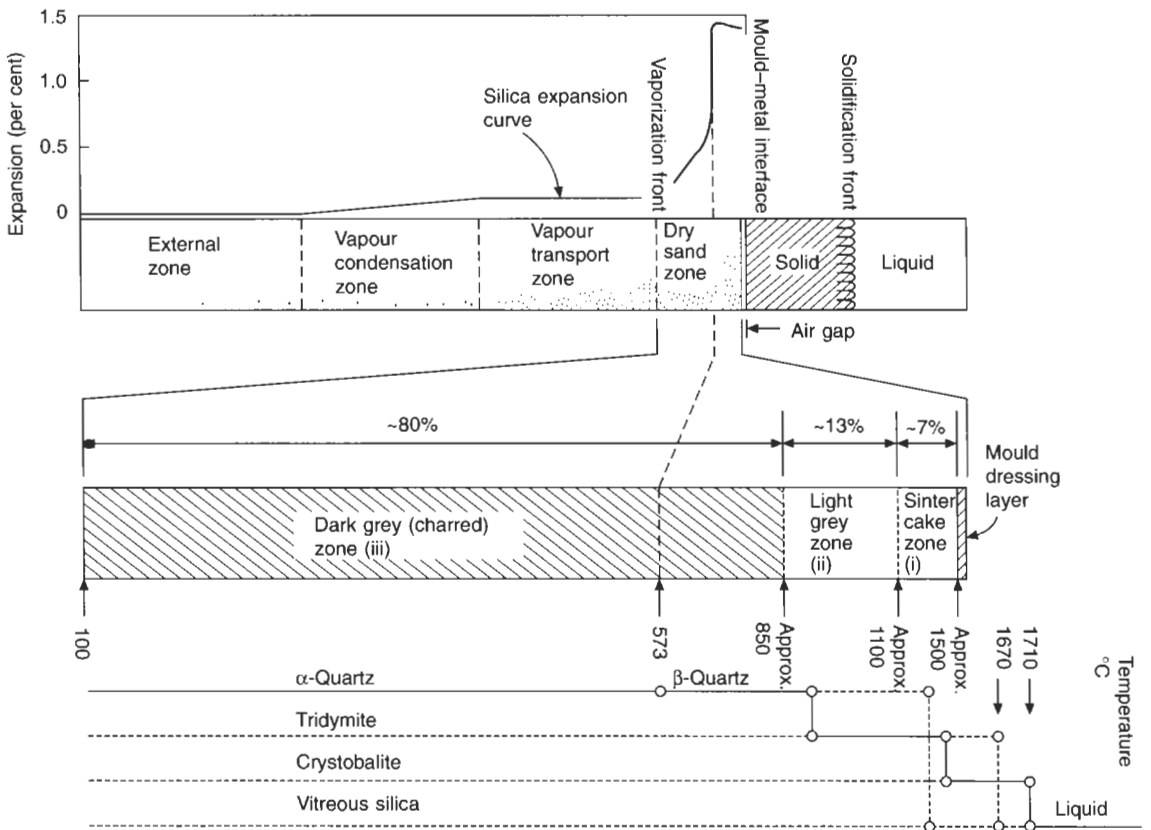 1.5
1.0
0.5
0
Expansion (per cent)
Silica expansion
curve
Vaporization front
Mould–metal interface
Solidification front
External
zone
Vapour
condensation
zone
Vapour
transport
zone
Dry
sand
zone
Solid
Liquid
Air gap
~80%
~13%
~7%
Mould
dressing
layer
Dark grey (charred)
zone (iii)
Light
grey
zone
(ii)
Sinter
cake
zone
(i)
100
573
Approx.
850
Approx.
1100
Approx.
1500
1670
1710
Temperature
°C
α-Quartz
β-Quartz
Tridymite
Crystobalite
Vitreous silica
Liquid